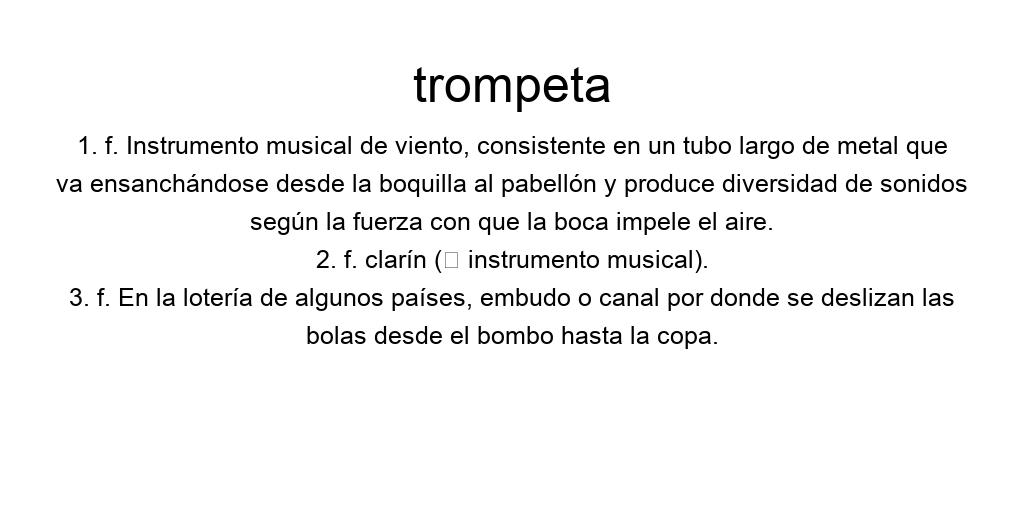 trompeta
1. f. Instrumento musical de viento, consistente en un tubo largo de metal que
va ensanchándose desde la boquilla al pabellón y produce diversidad de sonidos
según la fuerza con que la boca impele el aire.
2. f. clarín (□ instrumento musical).
3. f. En la lotería de algunos países, embudo o canal por donde se deslizan las
bolas desde el bombo hasta la copa.